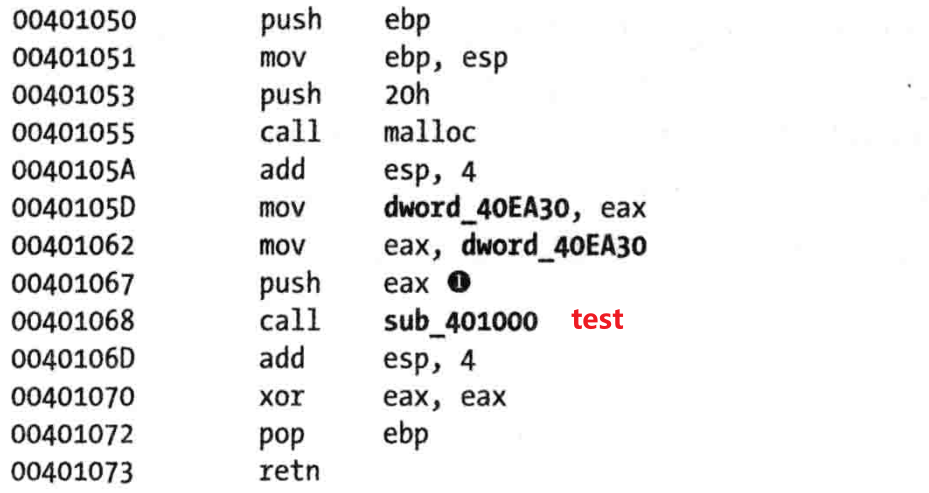 00401050 push ebp
00401051 mov ebp, esp
00401053 push 20h
00401055 call malloc
0040105A add esp, 4
0040105D mov dword_40EA30, eax
00401062 mov eax, dword_40EA30
00401067 push eax ❶
00401068 call sub_401000 test
0040106D add esp, 4
00401070 xor eax, eax
00401072 pop ebp
00401073 retn